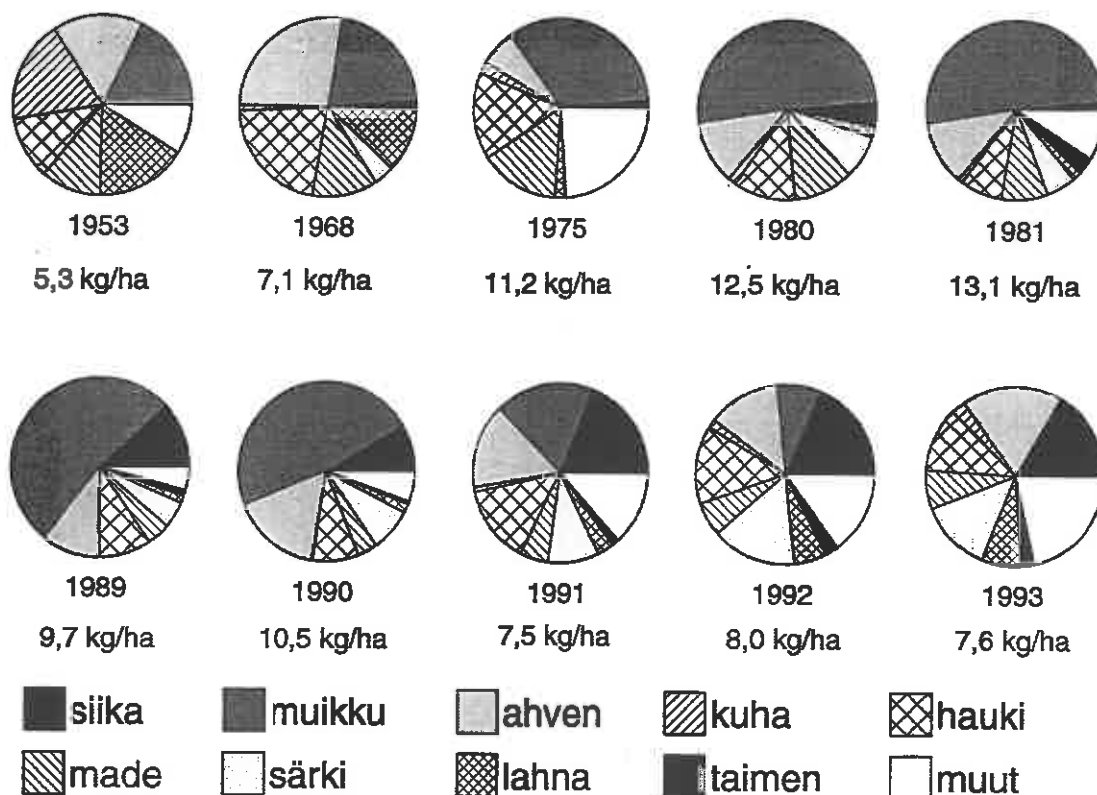 1953 1968 1975 1980 1981
5,3 kg/ha 7,1 kg/ha 11,2 kg/ha 12,5 kg/ha 13,1 kg/ha
1989 1990 1991 1992 1993
9,7 kg/ha 10,5 kg/ha 7,5 kg/ha 8,0 kg/ha 7,6 kg/ha
siika muikku ahven kuha hauki
made särki lahna taimen muut